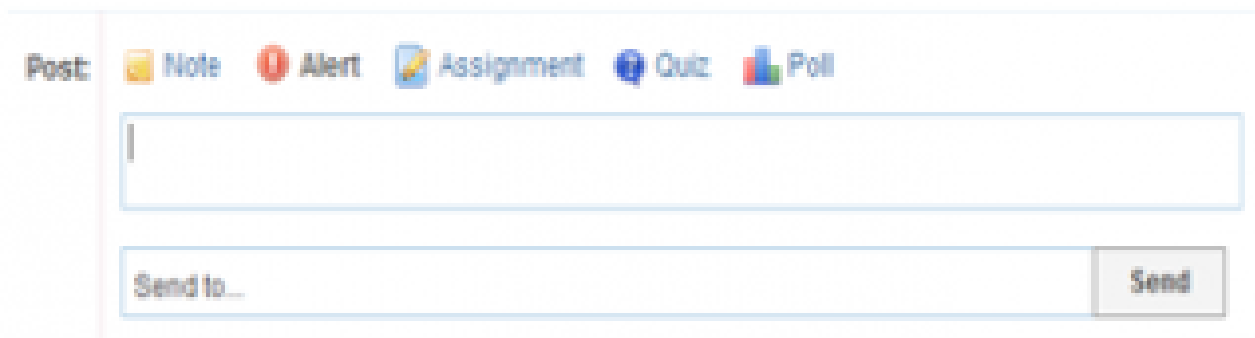 Post: Note Alert Assignment Quiz Poll
Send to... Send